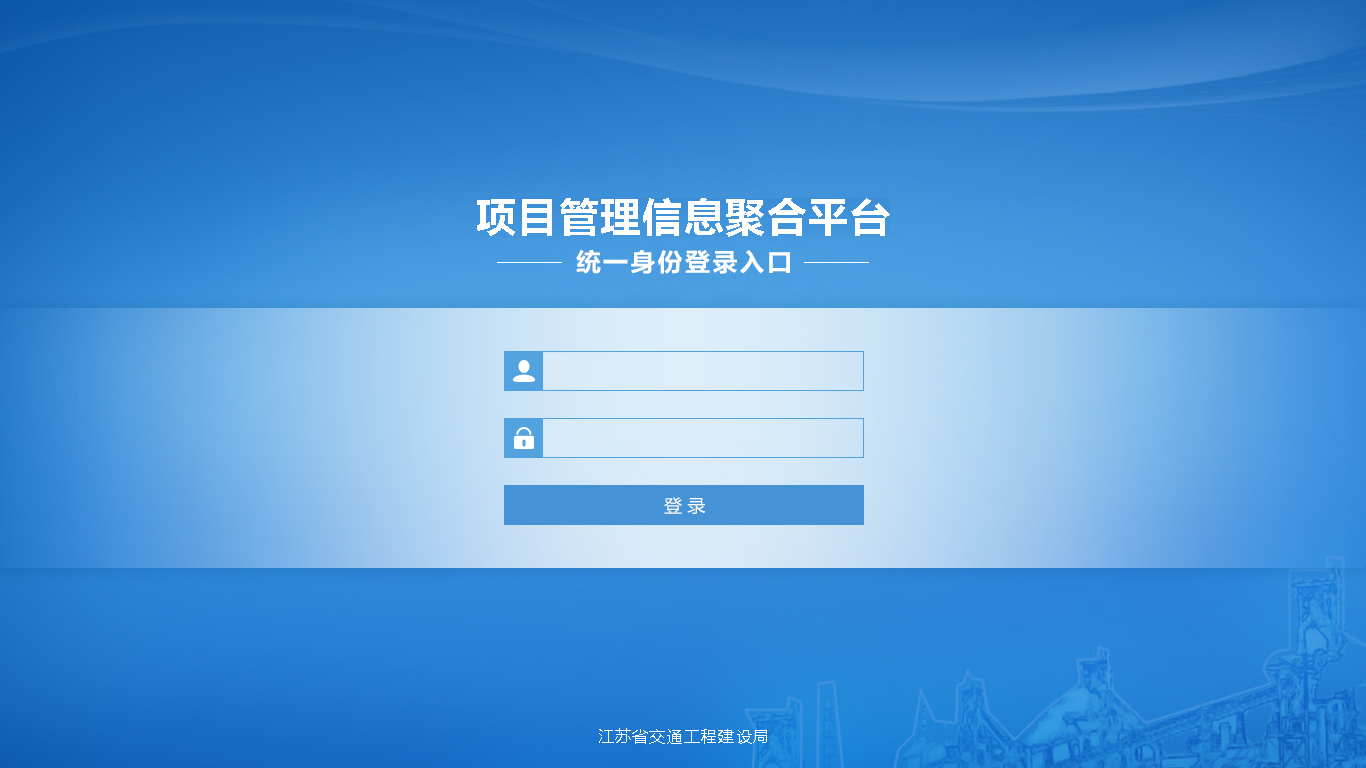 项目管理信息聚合平台
统一身份登录入口
登录
江苏省交通工程建设局